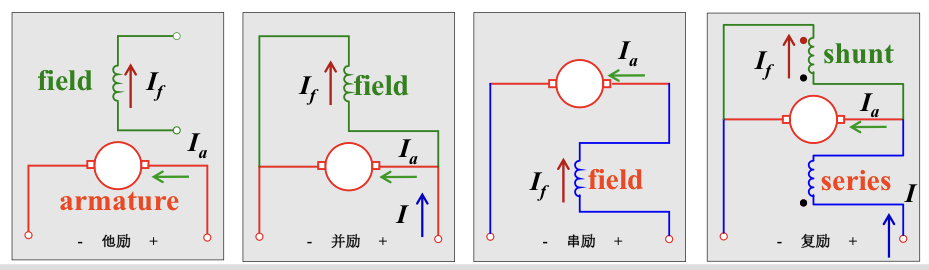 field
I_f
I_a
armature
- 他励 +
I_f
field
I_a
I
- 并励 +
I_a
I_f
field
- 串励 +
shunt
I_f
I_a
series
I
- 复励 +